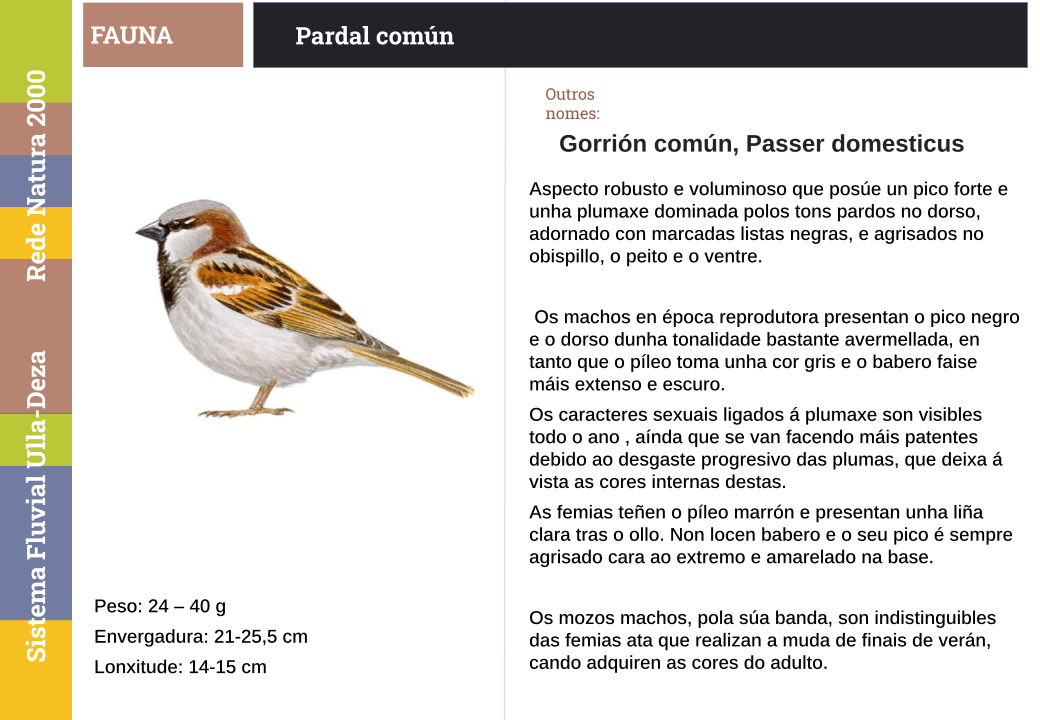 FAUNA
Pardal común
Rede Natura 2000
Sistema Fluvial Ulla-Deza
Outros
nomes:
Gorrión común, Passer domesticus
Aspecto robusto e voluminoso que posúe un pico forte e
unha plumaxe dominada polos tons pardos no dorso,
adornado con marcadas listas negras, e agrisados no
obispillo, o peito e o ventre.
Os machos en época reprodutora presentan o pico negro
e o dorso dunha tonalidade bastante avermellada, en
tanto que o píleo toma unha cor gris e o babero faise
máis extenso e escuro.
Os caracteres sexuais ligados á plumaxe son visibles
todo o ano , aínda que se van facendo máis patentes
debido ao desgaste progresivo das plumas, que deixa á
vista as cores internas destas.
As femias teñen o píleo marrón e presentan unha liña
clara tras o ollo. Non locen babero e o seu pico é sempre
agrisado cara ao extremo e amarelado na base.
Os mozos machos, pola súa banda, son indistinguibles
das femias ata que realizan a muda de finais de verán,
cando adquiren as cores do adulto.
Peso: 24 – 40 g
Envergadura: 21-25,5 cm
Lonxitude: 14-15 cm